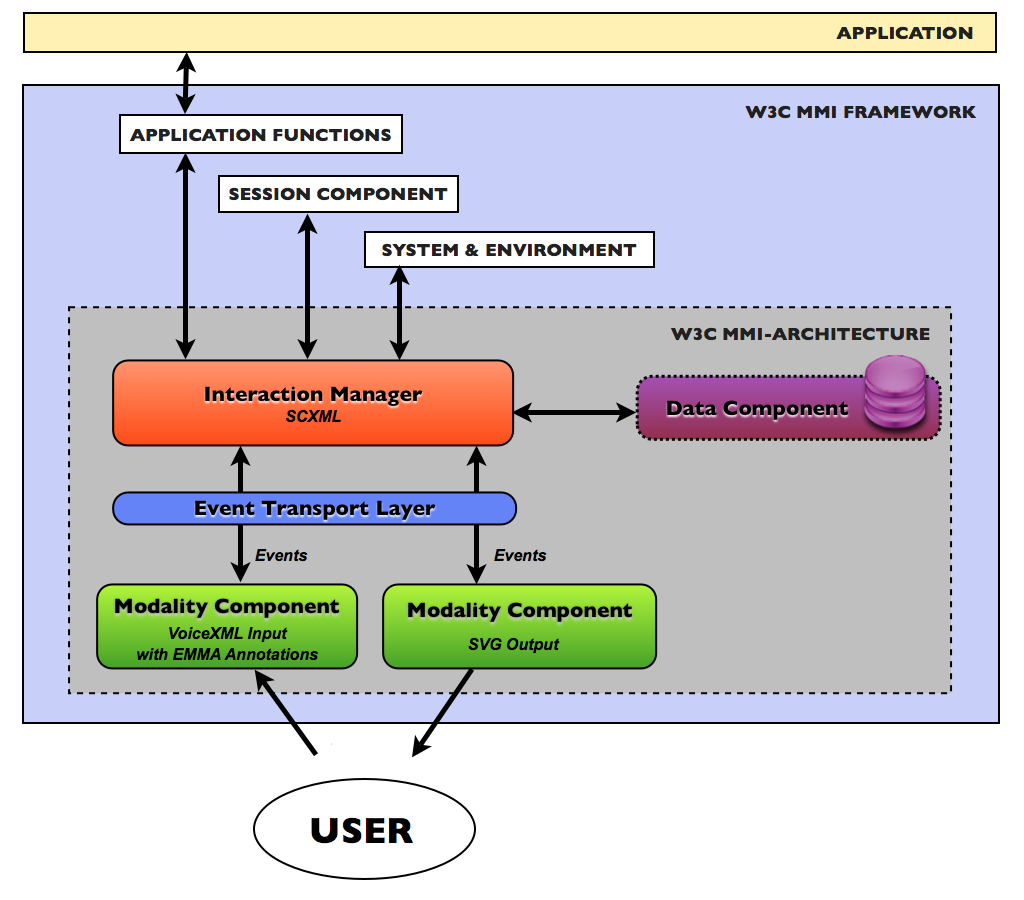 APPLICATION
W3C MMI FRAMEWORK
APPLICATION FUNCTIONS
SESSION COMPONENT
SYSTEM & ENVIRONMENT
W3C MMI-ARCHITECTURE
Interaction Manager
SCXML
Data Component
Event Transport Layer
Events
Events
Modality Component
VoiceXML Input
with EMMA Annotations
Modality Component
SVG Output
USER